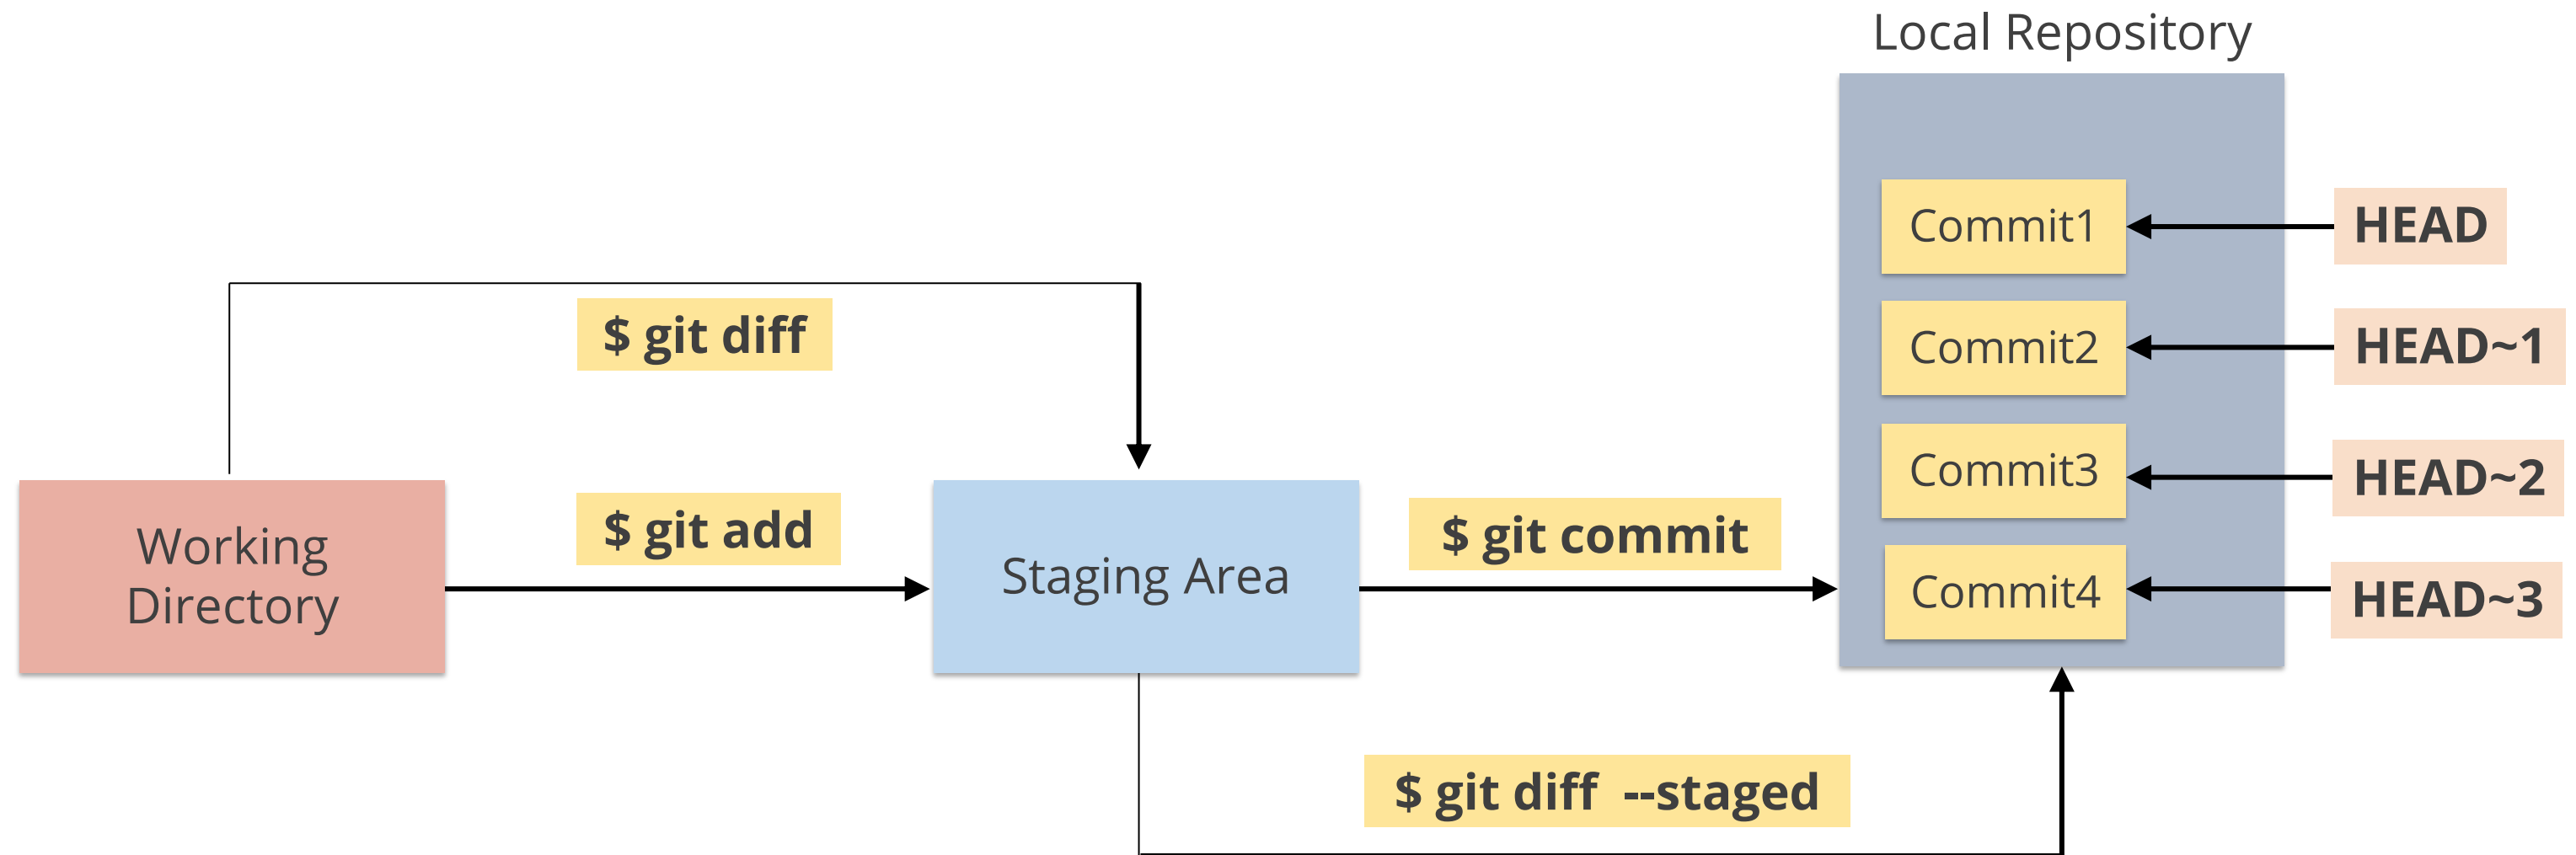 Local Repository
Commit1
HEAD
$ git diff
Commit2
HEAD~1
Commit3
HEAD~2
Working
Directory
$ git add
Staging Area
$ git commit
Commit4
HEAD~3
$ git diff  --staged